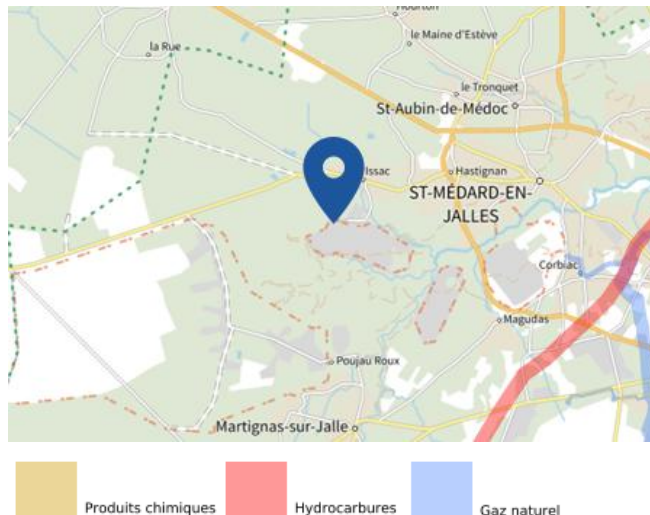 Hourton
le Maine d'Estève
la Rue
le Tronquet
St-Aubin-de-Médoc
Issac
Hastignan
ST-MÉDARD-EN-
JALLES
Corbiac
Magudas
Poujau Roux
Martignas-sur-Jalle
Produits chimiques
Hydrocarbures
Gaz naturel